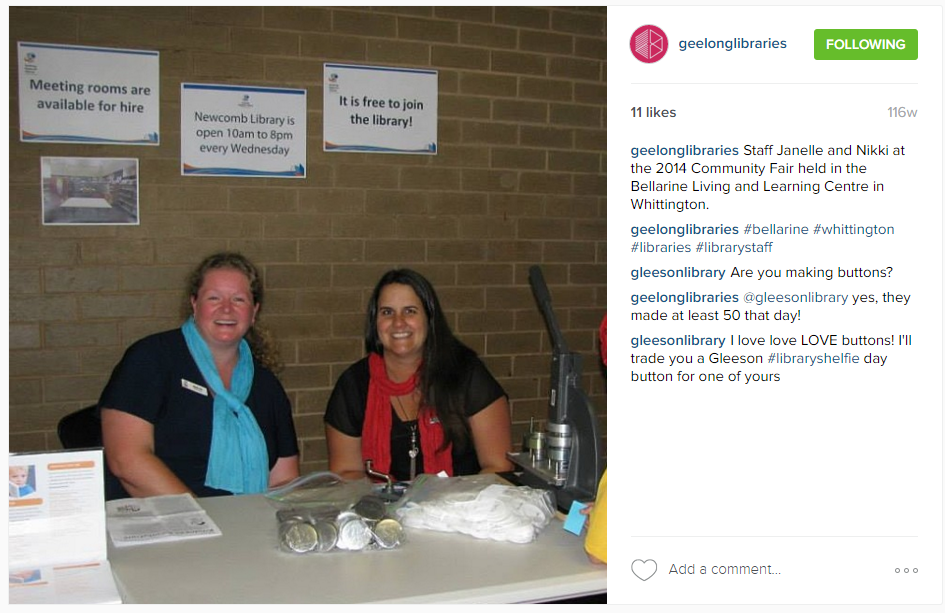 Meeting rooms are
available for hire
Newcomb Library is
open 10am to 8pm
every Wednesday
It is free to join
the library!
geelonglibraries
FOLLOWING
11 likes
116w
geelonglibraries Staff Janelle and Nikki at
the 2014 Community Fair held in the
Bellarine Living and Learning Centre in
Whittington.
geelonglibraries #bellarine #whittington
#libraries #librarystaff
gleesonlibrary Are you making buttons?
geelonglibraries @gleesonlibrary yes, they
made at least 50 that day!
gleesonlibrary I love love LOVE buttons! I'll
trade you a Gleeson #libraryshelfie day
button for one of yours
Add a comment...